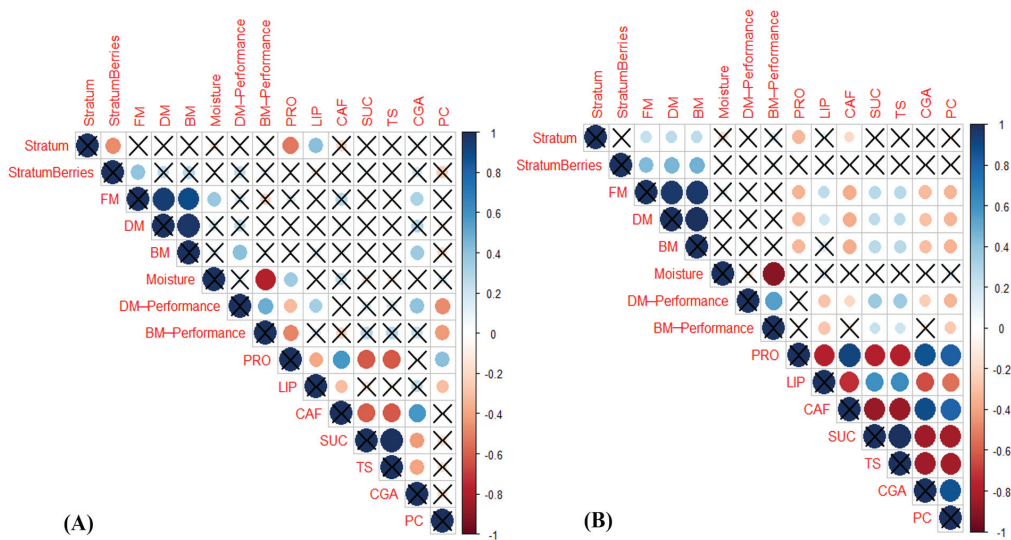 Stratum
StratumBerries
FM
DM
BM
Moisture
DM–Performance
BM–Performance
PRO
LIP
CAF
SUC
TS
CGA
PC
Stratum
StratumBerries
FM
DM
BM
Moisture
DM–Performance
BM–Performance
PRO
LIP
CAF
SUC
TS
CGA
PC
1
0.8
0.6
0.4
0.2
0
-0.2
-0.4
-0.6
-0.8
-1
(A)
Stratum
StratumBerries
FM
DM
BM
Moisture
DM–Performance
BM–Performance
PRO
LIP
CAF
SUC
TS
CGA
PC
Stratum
StratumBerries
FM
DM
BM
Moisture
DM–Performance
BM–Performance
PRO
LIP
CAF
SUC
TS
CGA
PC
1
0.8
0.6
0.4
0.2
0
-0.2
-0.4
-0.6
-0.8
-1
(B)